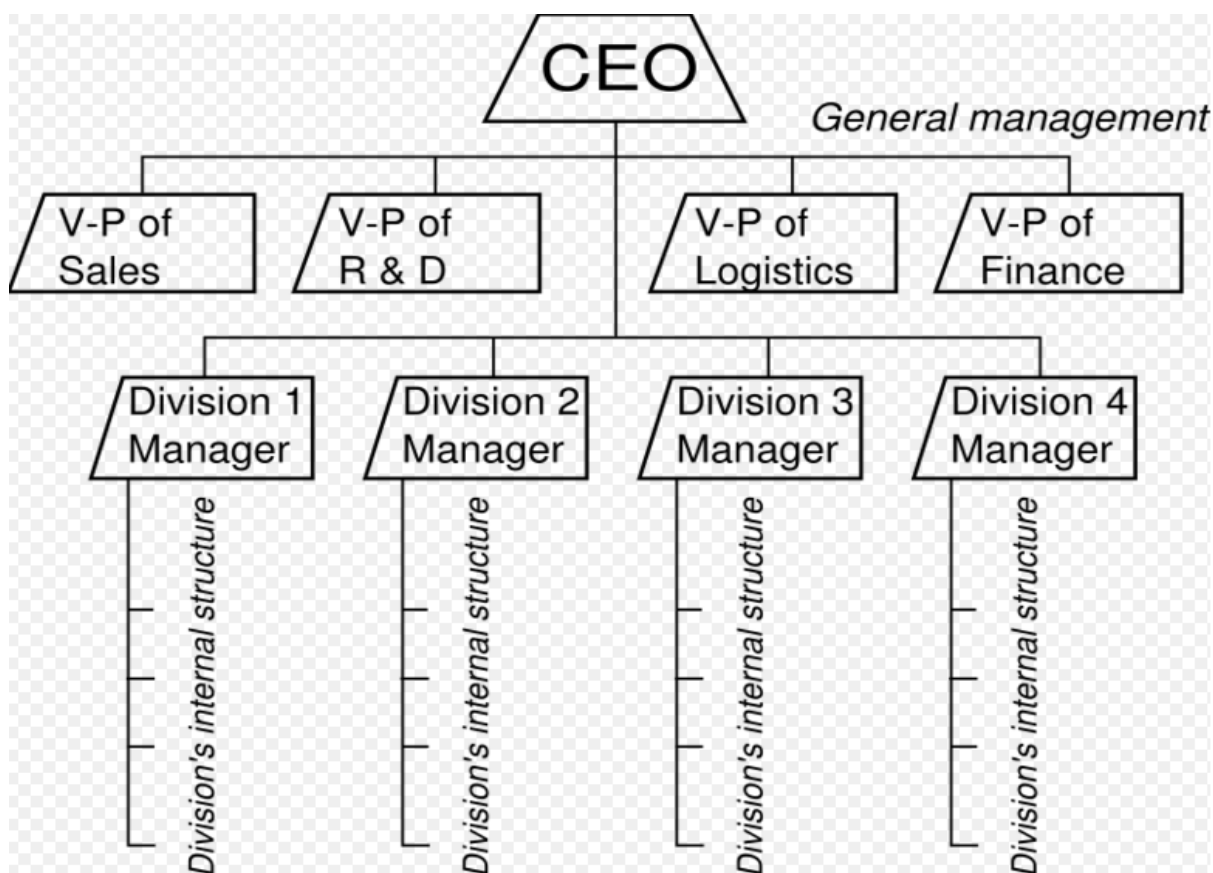 CEO
General management
V-P of
Sales
V-P of
R & D
V-P of
Logistics
V-P of
Finance
Division 1
Manager
Division 2
Manager
Division 3
Manager
Division 4
Manager
Division's internal structure
Division's internal structure
Division's internal structure
Division's internal structure